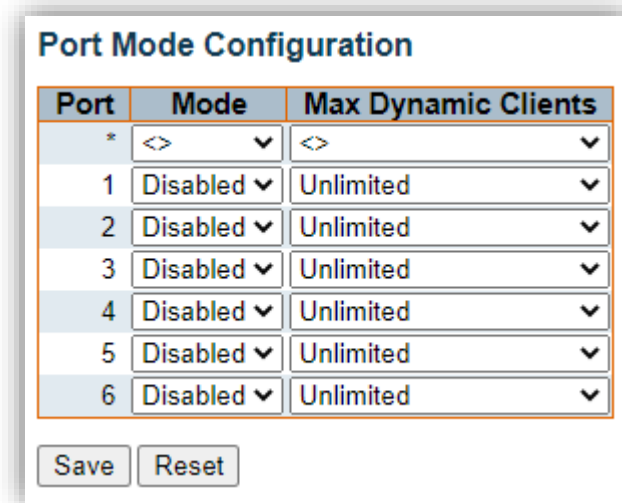 Port Mode Configuration
Port Mode Max Dynamic Clients
* <> <>
1 Disabled Unlimited
2 Disabled Unlimited
3 Disabled Unlimited
4 Disabled Unlimited
5 Disabled Unlimited
6 Disabled Unlimited
Save Reset